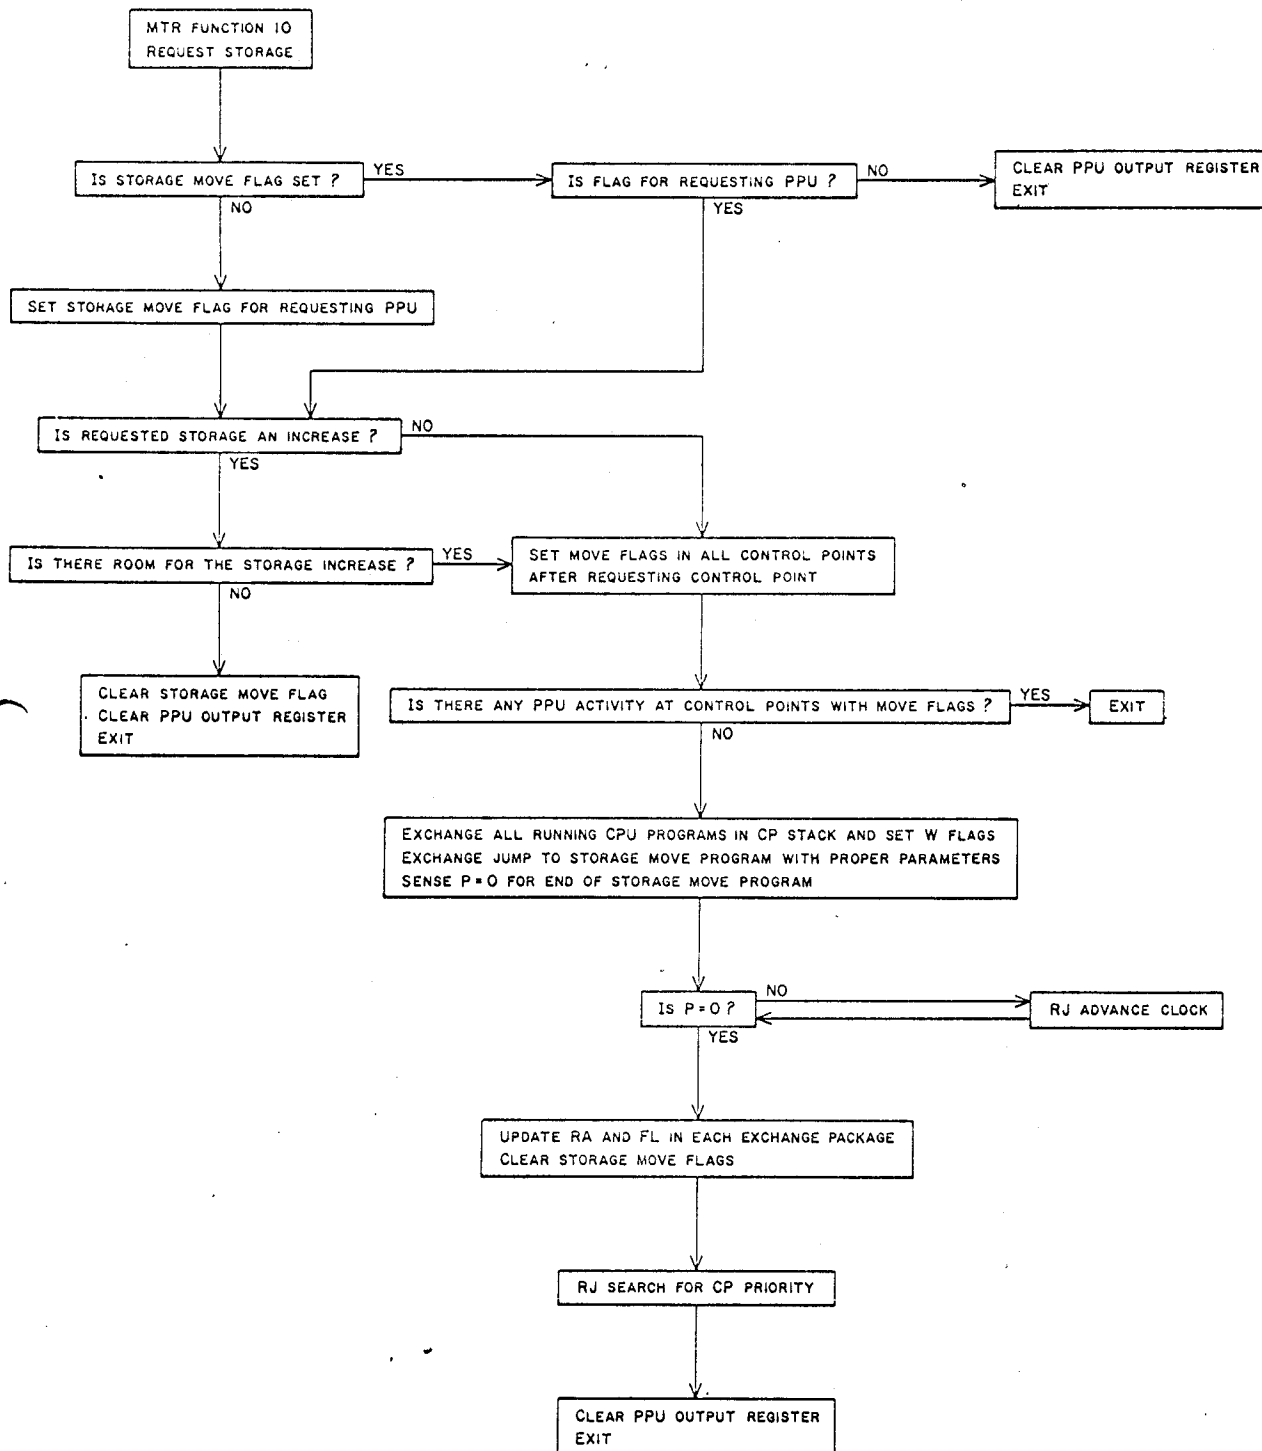 MTR FUNCTION 10
REQUEST STORAGE
IS STORAGE MOVE FLAG SET ?
YES
IS FLAG FOR REQUESTING PPU ?
NO
CLEAR PPU OUTPUT REGISTER
EXIT
NO
YES
SET STORAGE MOVE FLAG FOR REQUESTING PPU
IS REQUESTED STORAGE AN INCREASE ?
NO
YES
IS THERE ROOM FOR THE STORAGE INCREASE ?
YES
SET MOVE FLAGS IN ALL CONTROL POINTS
AFTER REQUESTING CONTROL POINT
NO
CLEAR STORAGE MOVE FLAG
CLEAR PPU OUTPUT REGISTER
EXIT
IS THERE ANY PPU ACTIVITY AT CONTROL POINTS WITH MOVE FLAGS ?
YES
EXIT
NO
EXCHANGE ALL RUNNING CPU PROGRAMS IN CP STACK AND SET W FLAGS
EXCHANGE JUMP TO STORAGE MOVE PROGRAM WITH PROPER PARAMETERS
SENSE P=0 FOR END OF STORAGE MOVE PROGRAM
IS P=0 ?
NO
RJ ADVANCE CLOCK
YES
UPDATE RA AND FL IN EACH EXCHANGE PACKAGE
CLEAR STORAGE MOVE FLAGS
RJ SEARCH FOR CP PRIORITY
CLEAR PPU OUTPUT REGISTER
EXIT